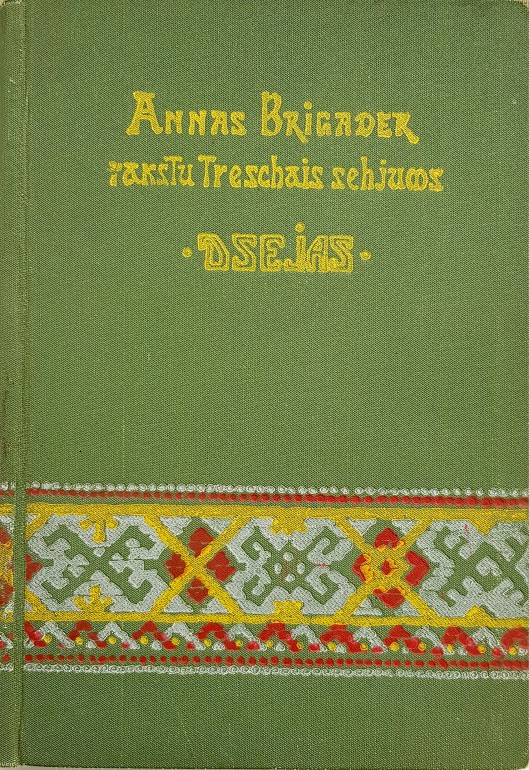 ANNAS BRIGADER
raksTu Treschais sehjums
· DSEJAS ·